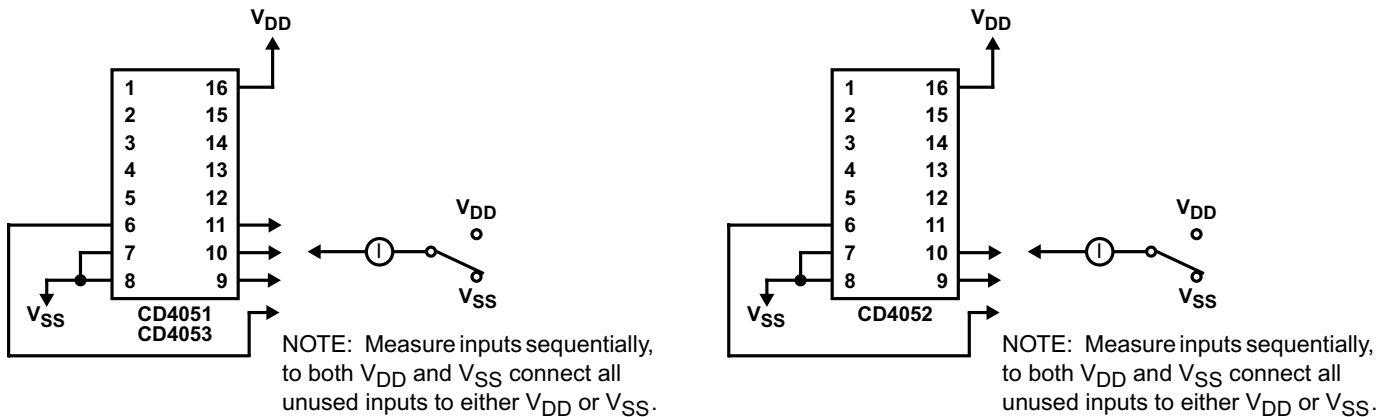 VDD
1 16
2 15
3 14
4 13
5 12
6 11
7 10
8 9
VSS
CD4051
CD4053
I
VDD
VSS
NOTE: Measure inputs sequentially,
to both VDD and VSS connect all
unused inputs to either VDD or VSS.
VDD
1 16
2 15
3 14
4 13
5 12
6 11
7 10
8 9
VSS
CD4052
I
VDD
VSS
NOTE: Measure inputs sequentially,
to both VDD and VSS connect all
unused inputs to either VDD or VSS.